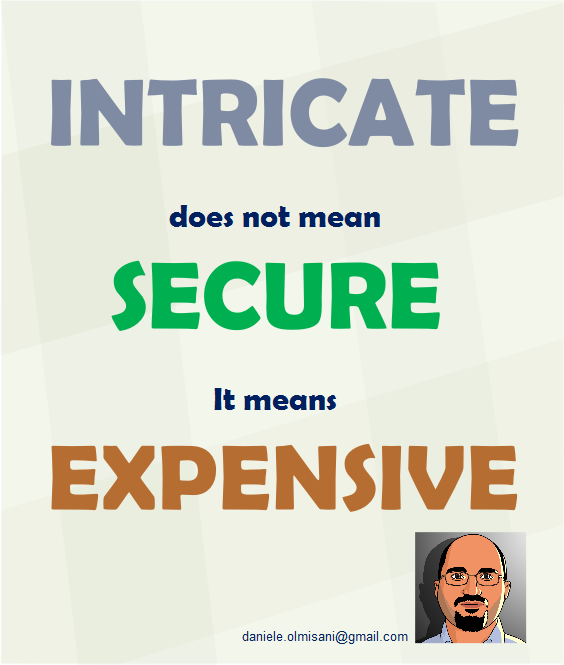 INTRICATE
does not mean
SECURE
It means
EXPENSIVE
daniele.olmisani@gmail.com